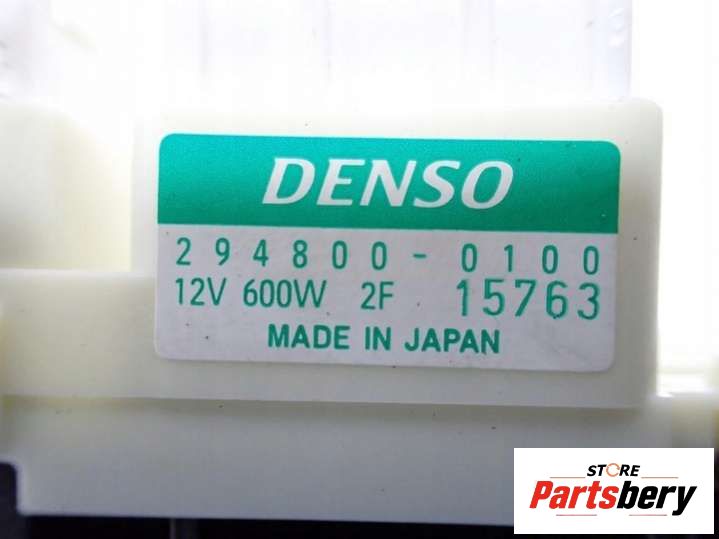 DENSO
294800-0100
12V 600W 2F 15763
MADE IN JAPAN
STORE
Partsbery